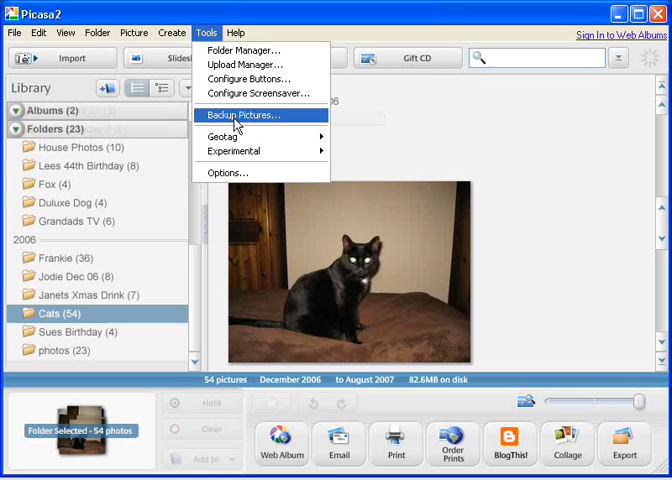 Picasa2
File Edit View Folder Picture Create Tools Help
Sign In to Web Albums
Import
Gift CD
Folder Manager...
Upload Manager...
Configure Buttons...
Configure Screensaver...
Backup Pictures...
Geotag
Experimental
Options...
Library
Albums (2)
Folders (23)
House Photos (10)
Lees 44th Birthday (8)
Fox (4)
Duluxe Dog (4)
Grandads TV (6)
2006
Frankie (36)
Jodie Dec 06 (8)
Janets Xmas Drink (7)
Cats (54)
Sues Birthday (4)
photos (23)
54 pictures December 2006 to August 2007 82.6MB on disk
Folder Selected - 54 photos
Hold
Clear
Add to
Web Album
Email
Print
Order
Prints
BlogThis!
Collage
Export